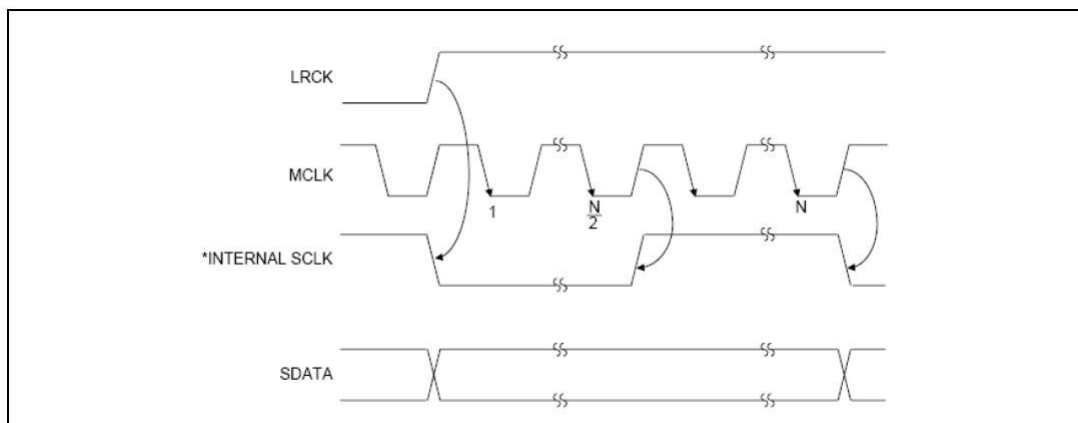 LRCK
MCLK
1
N
2
N
*INTERNAL SCLK
SDATA